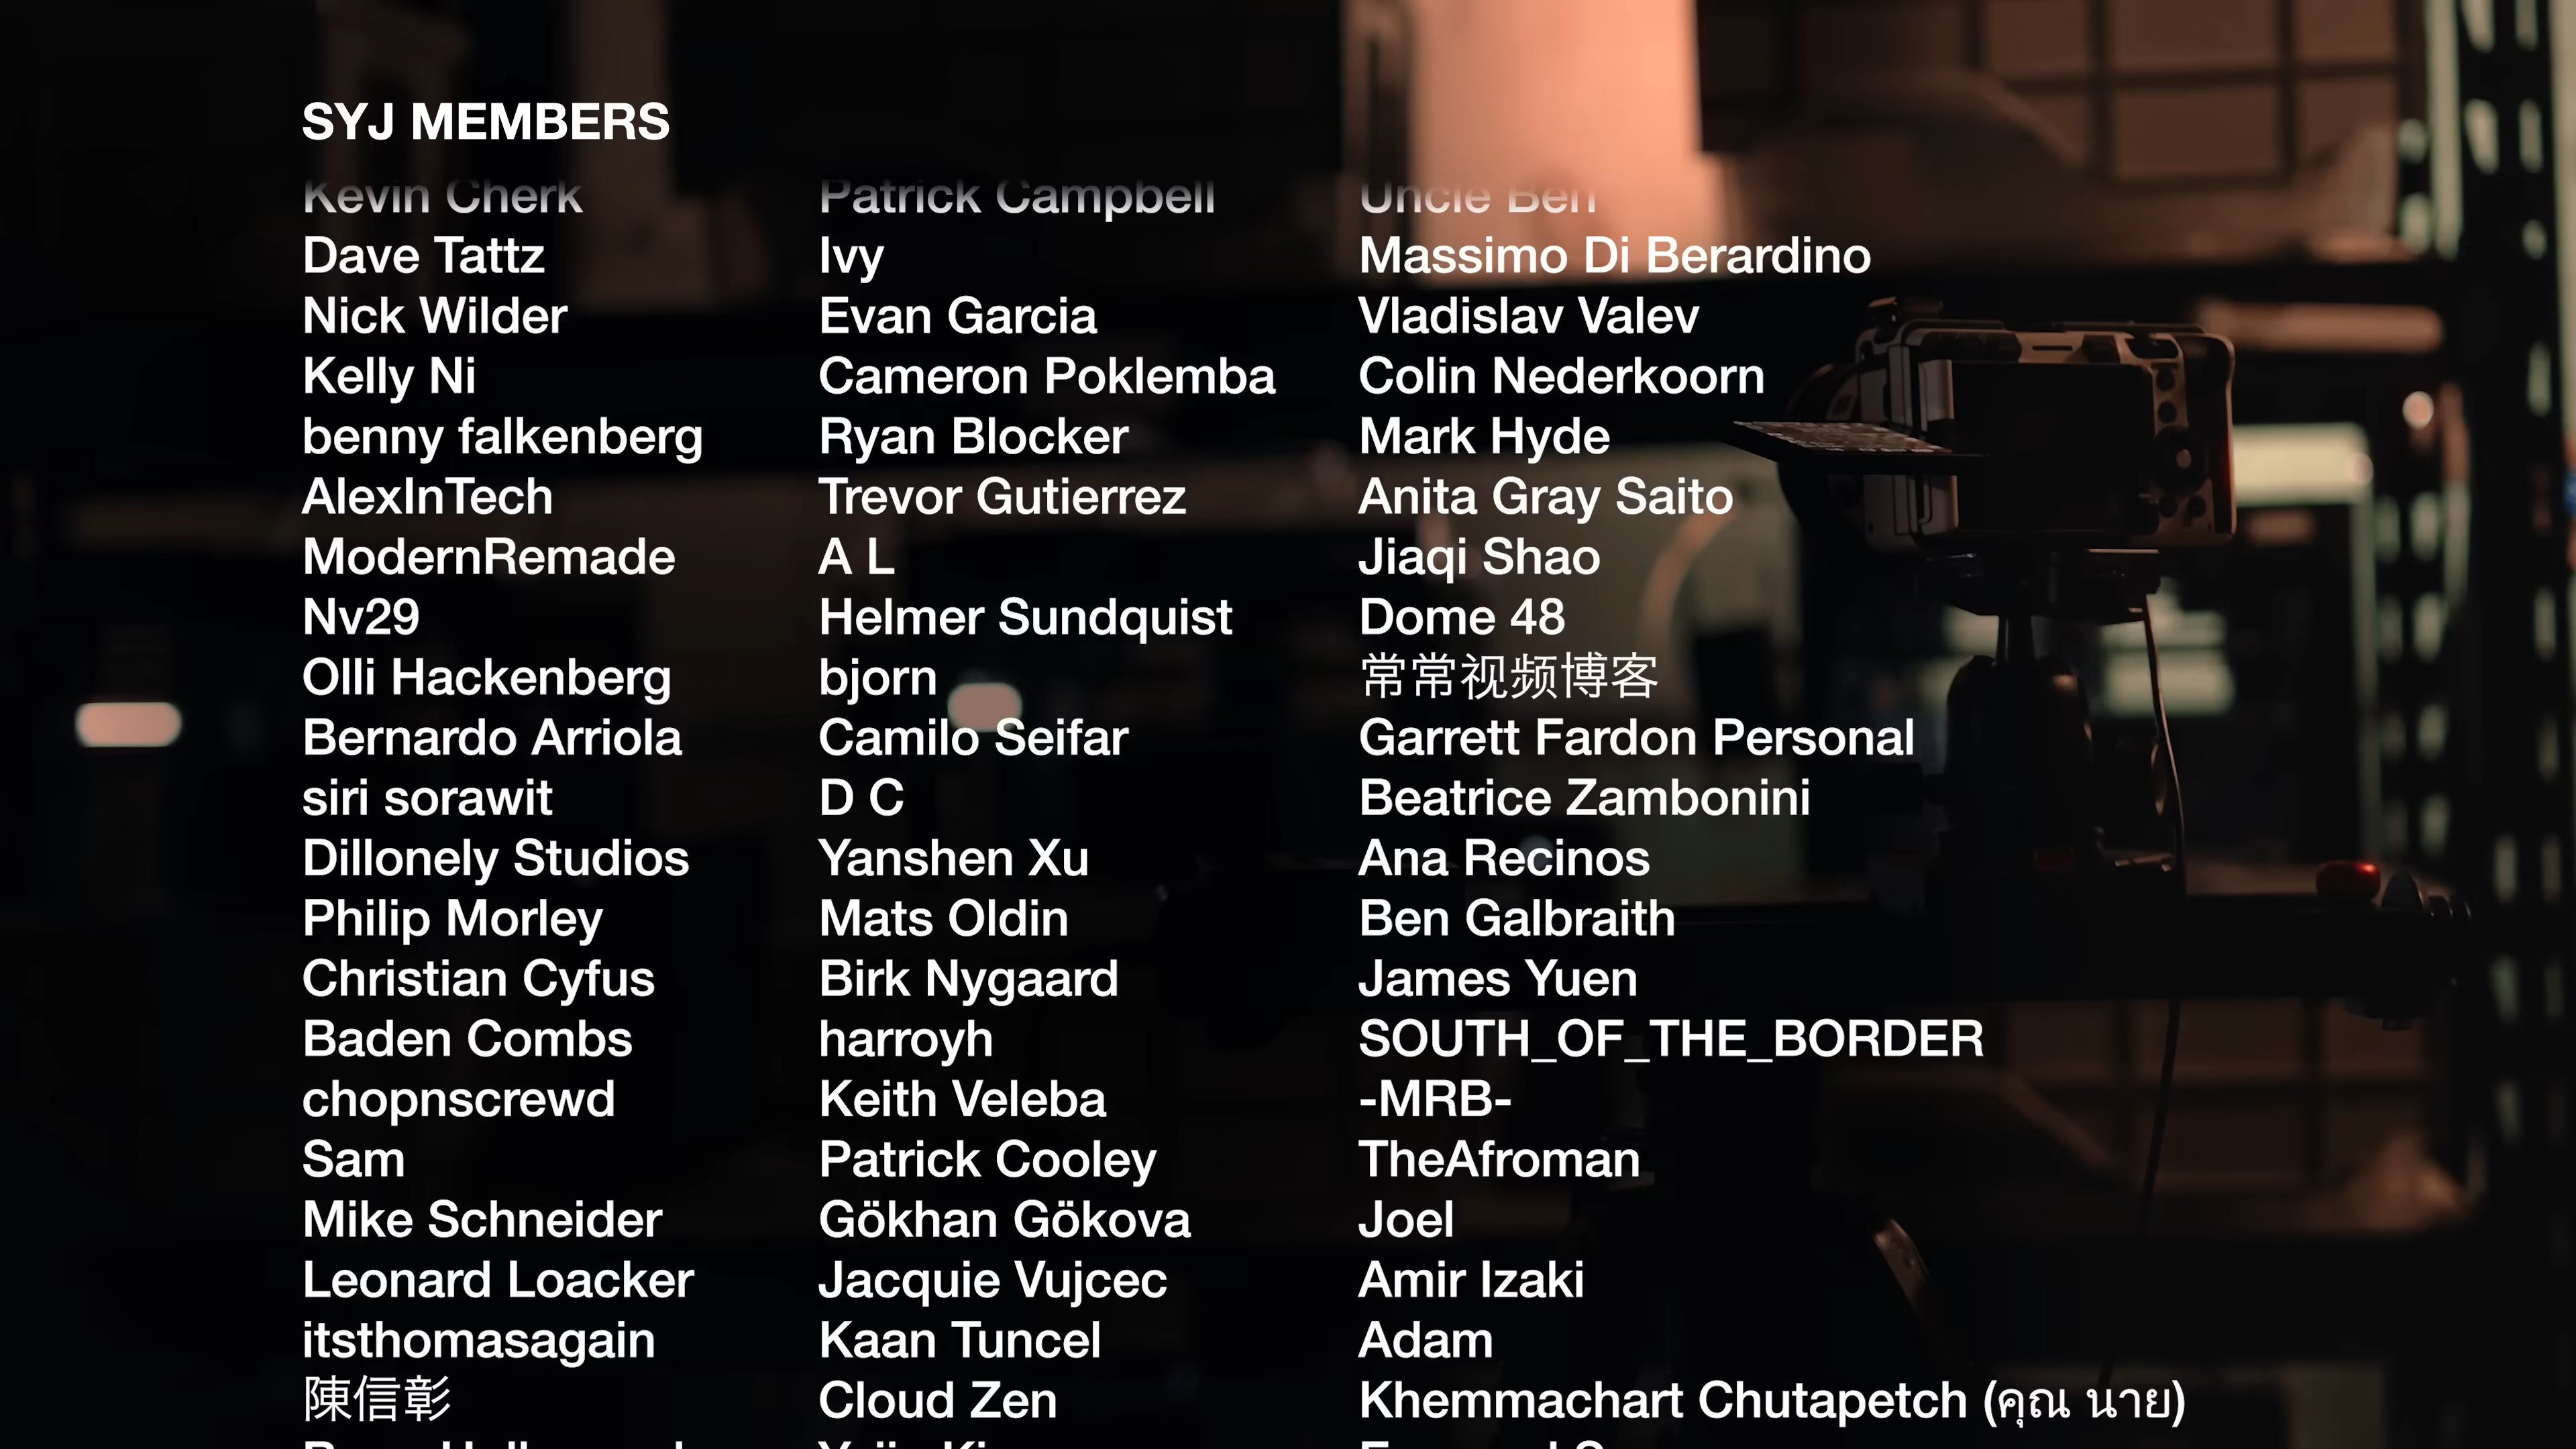 SYJ MEMBERS
Kevin Cherk
Dave Tattz
Nick Wilder
Kelly Ni
benny falkenberg
AlexInTech
ModernRemade
Nv29
Olli Hackenberg
Bernardo Arriola
siri sorawit
Dillonely Studios
Philip Morley
Christian Cyfus
Baden Combs
chopnscrewd
Sam
Mike Schneider
Leonard Loacker
itsthomasagain
陳信彰
Patrick Campbell
Ivy
Evan Garcia
Cameron Poklemba
Ryan Blocker
Trevor Gutierrez
A L
Helmer Sundquist
bjorn
Camilo Seifar
D C
Yanshen Xu
Mats Oldin
Birk Nygaard
harroyh
Keith Veleba
Patrick Cooley
Gökhan Gökova
Jacquie Vujcec
Kaan Tuncel
Cloud Zen
Uncle Ben
Massimo Di Berardino
Vladislav Valev
Colin Nederkoorn
Mark Hyde
Anita Gray Saito
Jiaqi Shao
Dome 48
常常视频博客
Garrett Fardon Personal
Beatrice Zambonini
Ana Recinos
Ben Galbraith
James Yuen
SOUTH_OF_THE_BORDER
-MRB-
TheAfroman
Joel
Amir Izaki
Adam
Khemmachart Chutapetch (คุณ นาย)